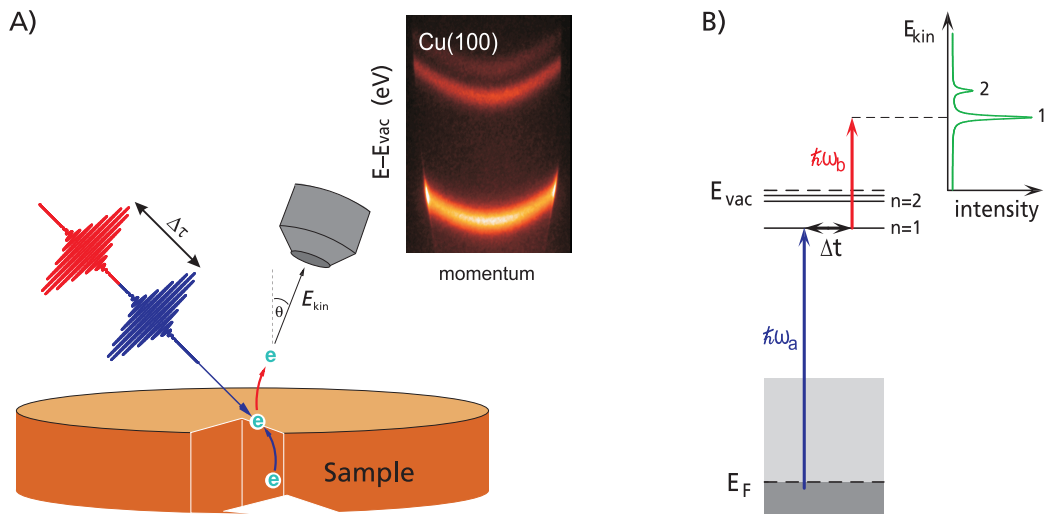 A)
Cu(100)
E–Evac (eV)
momentum
Δτ
θ
Ekin
e
e
e
Sample
B)
Ekin
2
1
intensity
ℏωb
Evac
n=2
n=1
Δt
ℏωa
EF